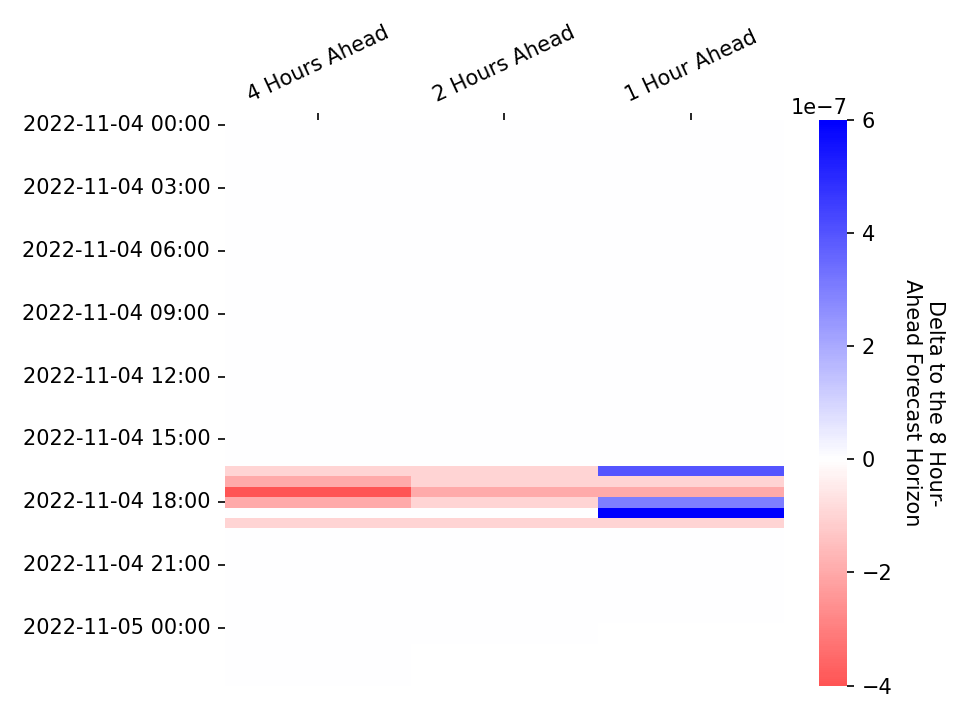 4 Hours Ahead
2 Hours Ahead
1 Hour Ahead
1e−7
2022-11-04 00:00
2022-11-04 03:00
2022-11-04 06:00
2022-11-04 09:00
2022-11-04 12:00
2022-11-04 15:00
2022-11-04 18:00
2022-11-04 21:00
2022-11-05 00:00
6
4
2
0
−2
−4
Delta to the 8 Hour-
Ahead Forecast Horizon